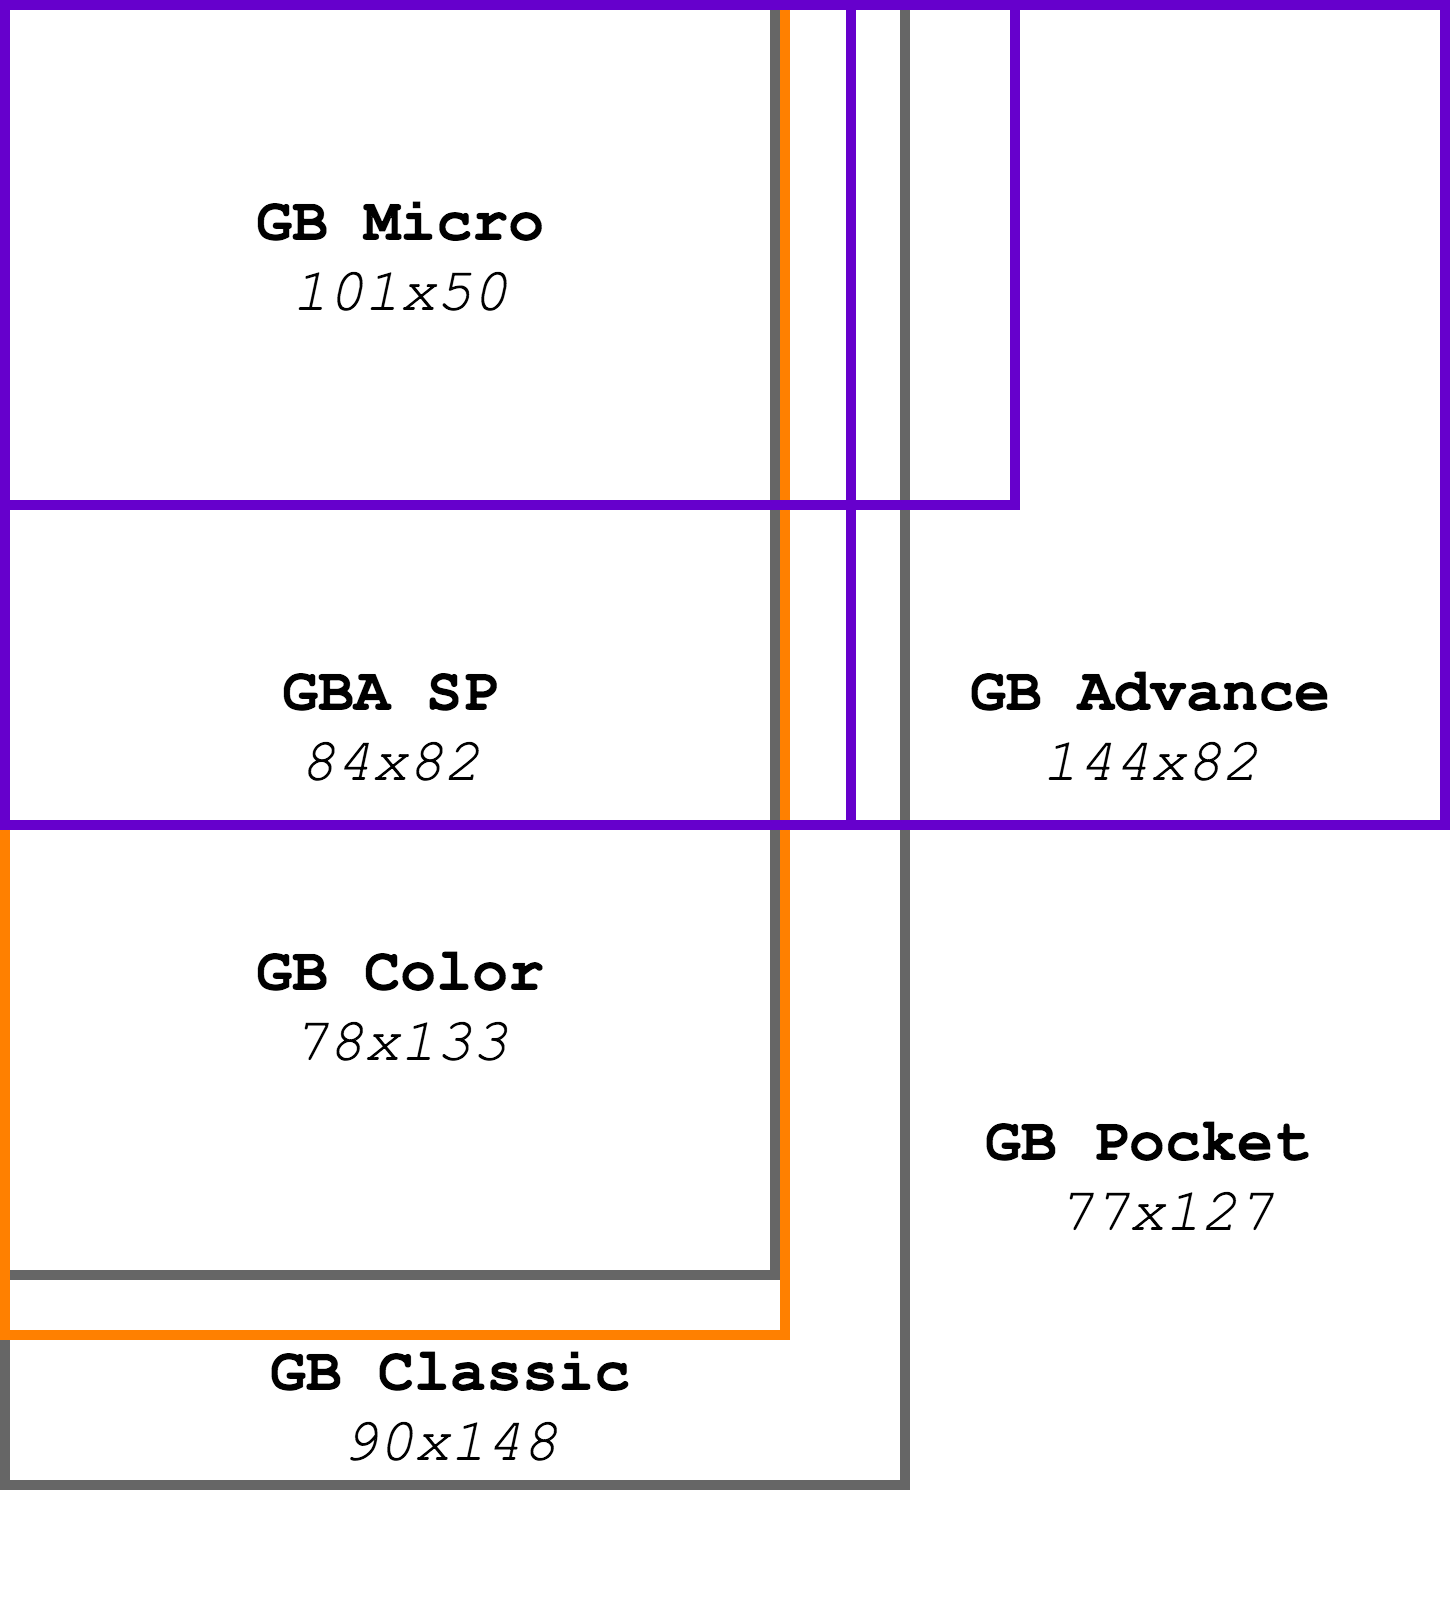 GB Micro
101x50
GBA SP
84x82
GB Advance
144x82
GB Color
78x133
GB Pocket
77x127
GB Classic
90x148